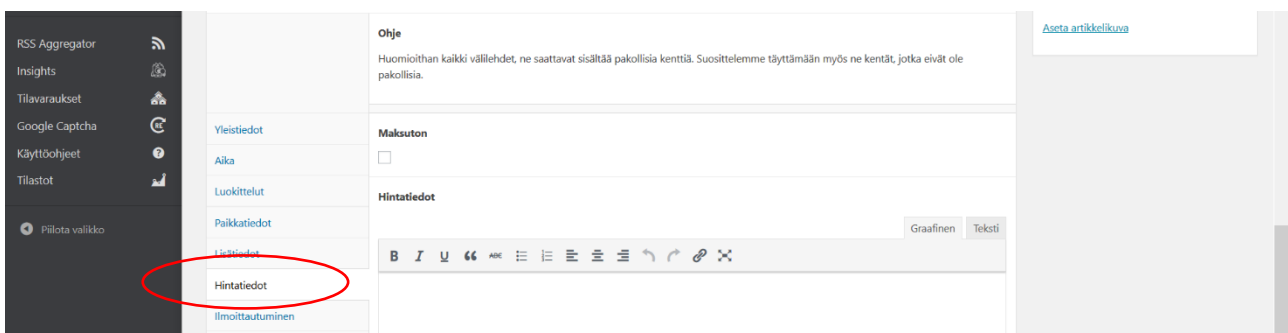 RSS Aggregator
Insights
Tilavaraukset
Google Captcha
Käyttöohjeet
Tilastot
Piilota valikko
Ohje
Huomioithan kaikki välilehdet, ne saattavat sisältää pakollisia kenttiä. Suosittelemme täyttämään myös ne kentät, jotka eivät ole
pakollisia.
Yleistiedot
Aika
Luokittelut
Paikkatiedot
Lisätiedot
Hintatiedot
Ilmoittautuminen
Maksuton
Hintatiedot
Graafinen Teksti
B I U ABC
Aseta artikkelikuva